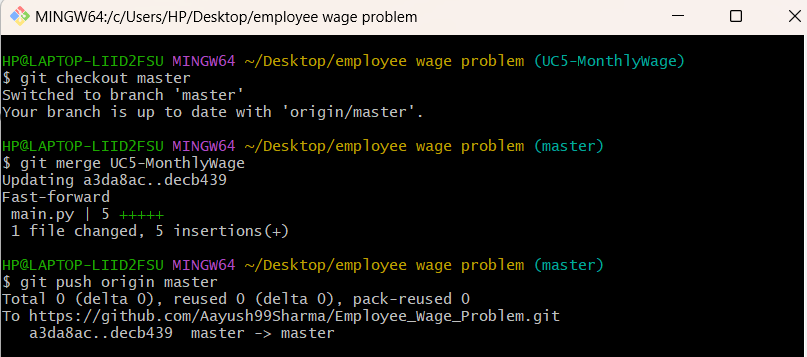 MINGW64:/c/Users/HP/Desktop/employee wage problem
HP@LAPTOP-LIID2FSU MINGW64 ~/Desktop/employee wage problem (UC5-MonthlyWage)
$ git checkout master
Switched to branch 'master'
Your branch is up to date with 'origin/master'.
HP@LAPTOP-LIID2FSU MINGW64 ~/Desktop/employee wage problem (master)
$ git merge UC5-MonthlyWage
Updating a3da8ac..decb439
Fast-forward
 main.py | 5 +++++
 1 file changed, 5 insertions(+)
HP@LAPTOP-LIID2FSU MINGW64 ~/Desktop/employee wage problem (master)
$ git push origin master
Total 0 (delta 0), reused 0 (delta 0), pack-reused 0
To https://github.com/Aayush99Sharma/Employee_Wage_Problem.git
   a3da8ac..decb439  master -> master